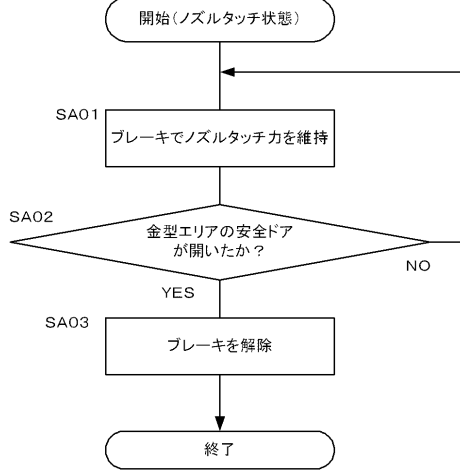 開始(ノズルタッチ状態)
SA01
ブレーキでノズルタッチ力を維持
SA02
金型エリアの安全ドア
が開いたか?
NO
YES
SA03
ブレーキを解除
終了